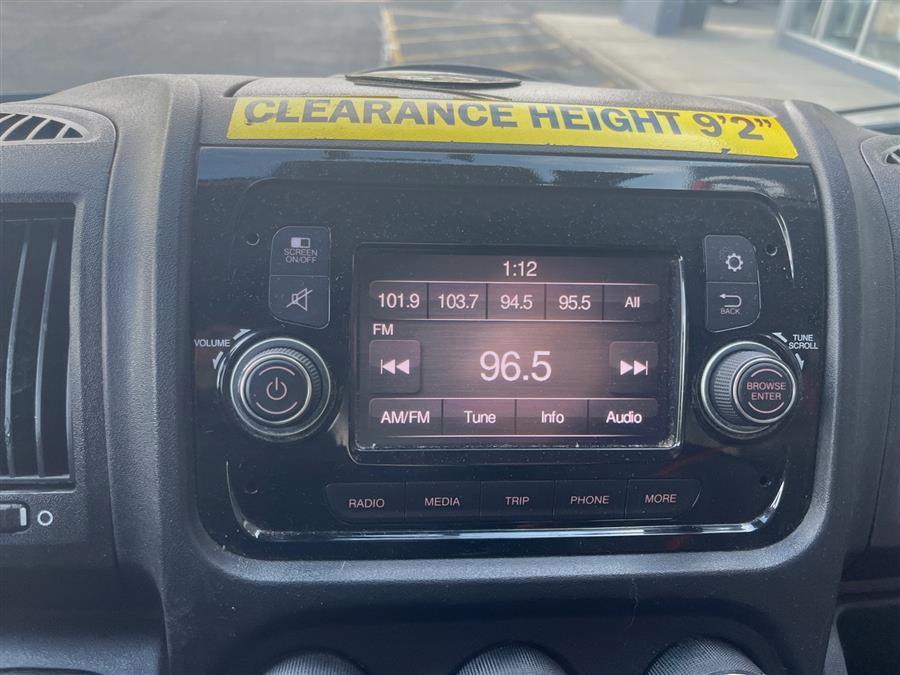 CLEARANCE HEIGHT 9'2"
SCREEN
ON/OFF
1:12
101.9 103.7 94.5 95.5 All
FM
96.5
AM/FM Tune Info Audio
BACK
VOLUME
TUNE
SCROLL
BROWSE
ENTER
RADIO MEDIA TRIP PHONE MORE